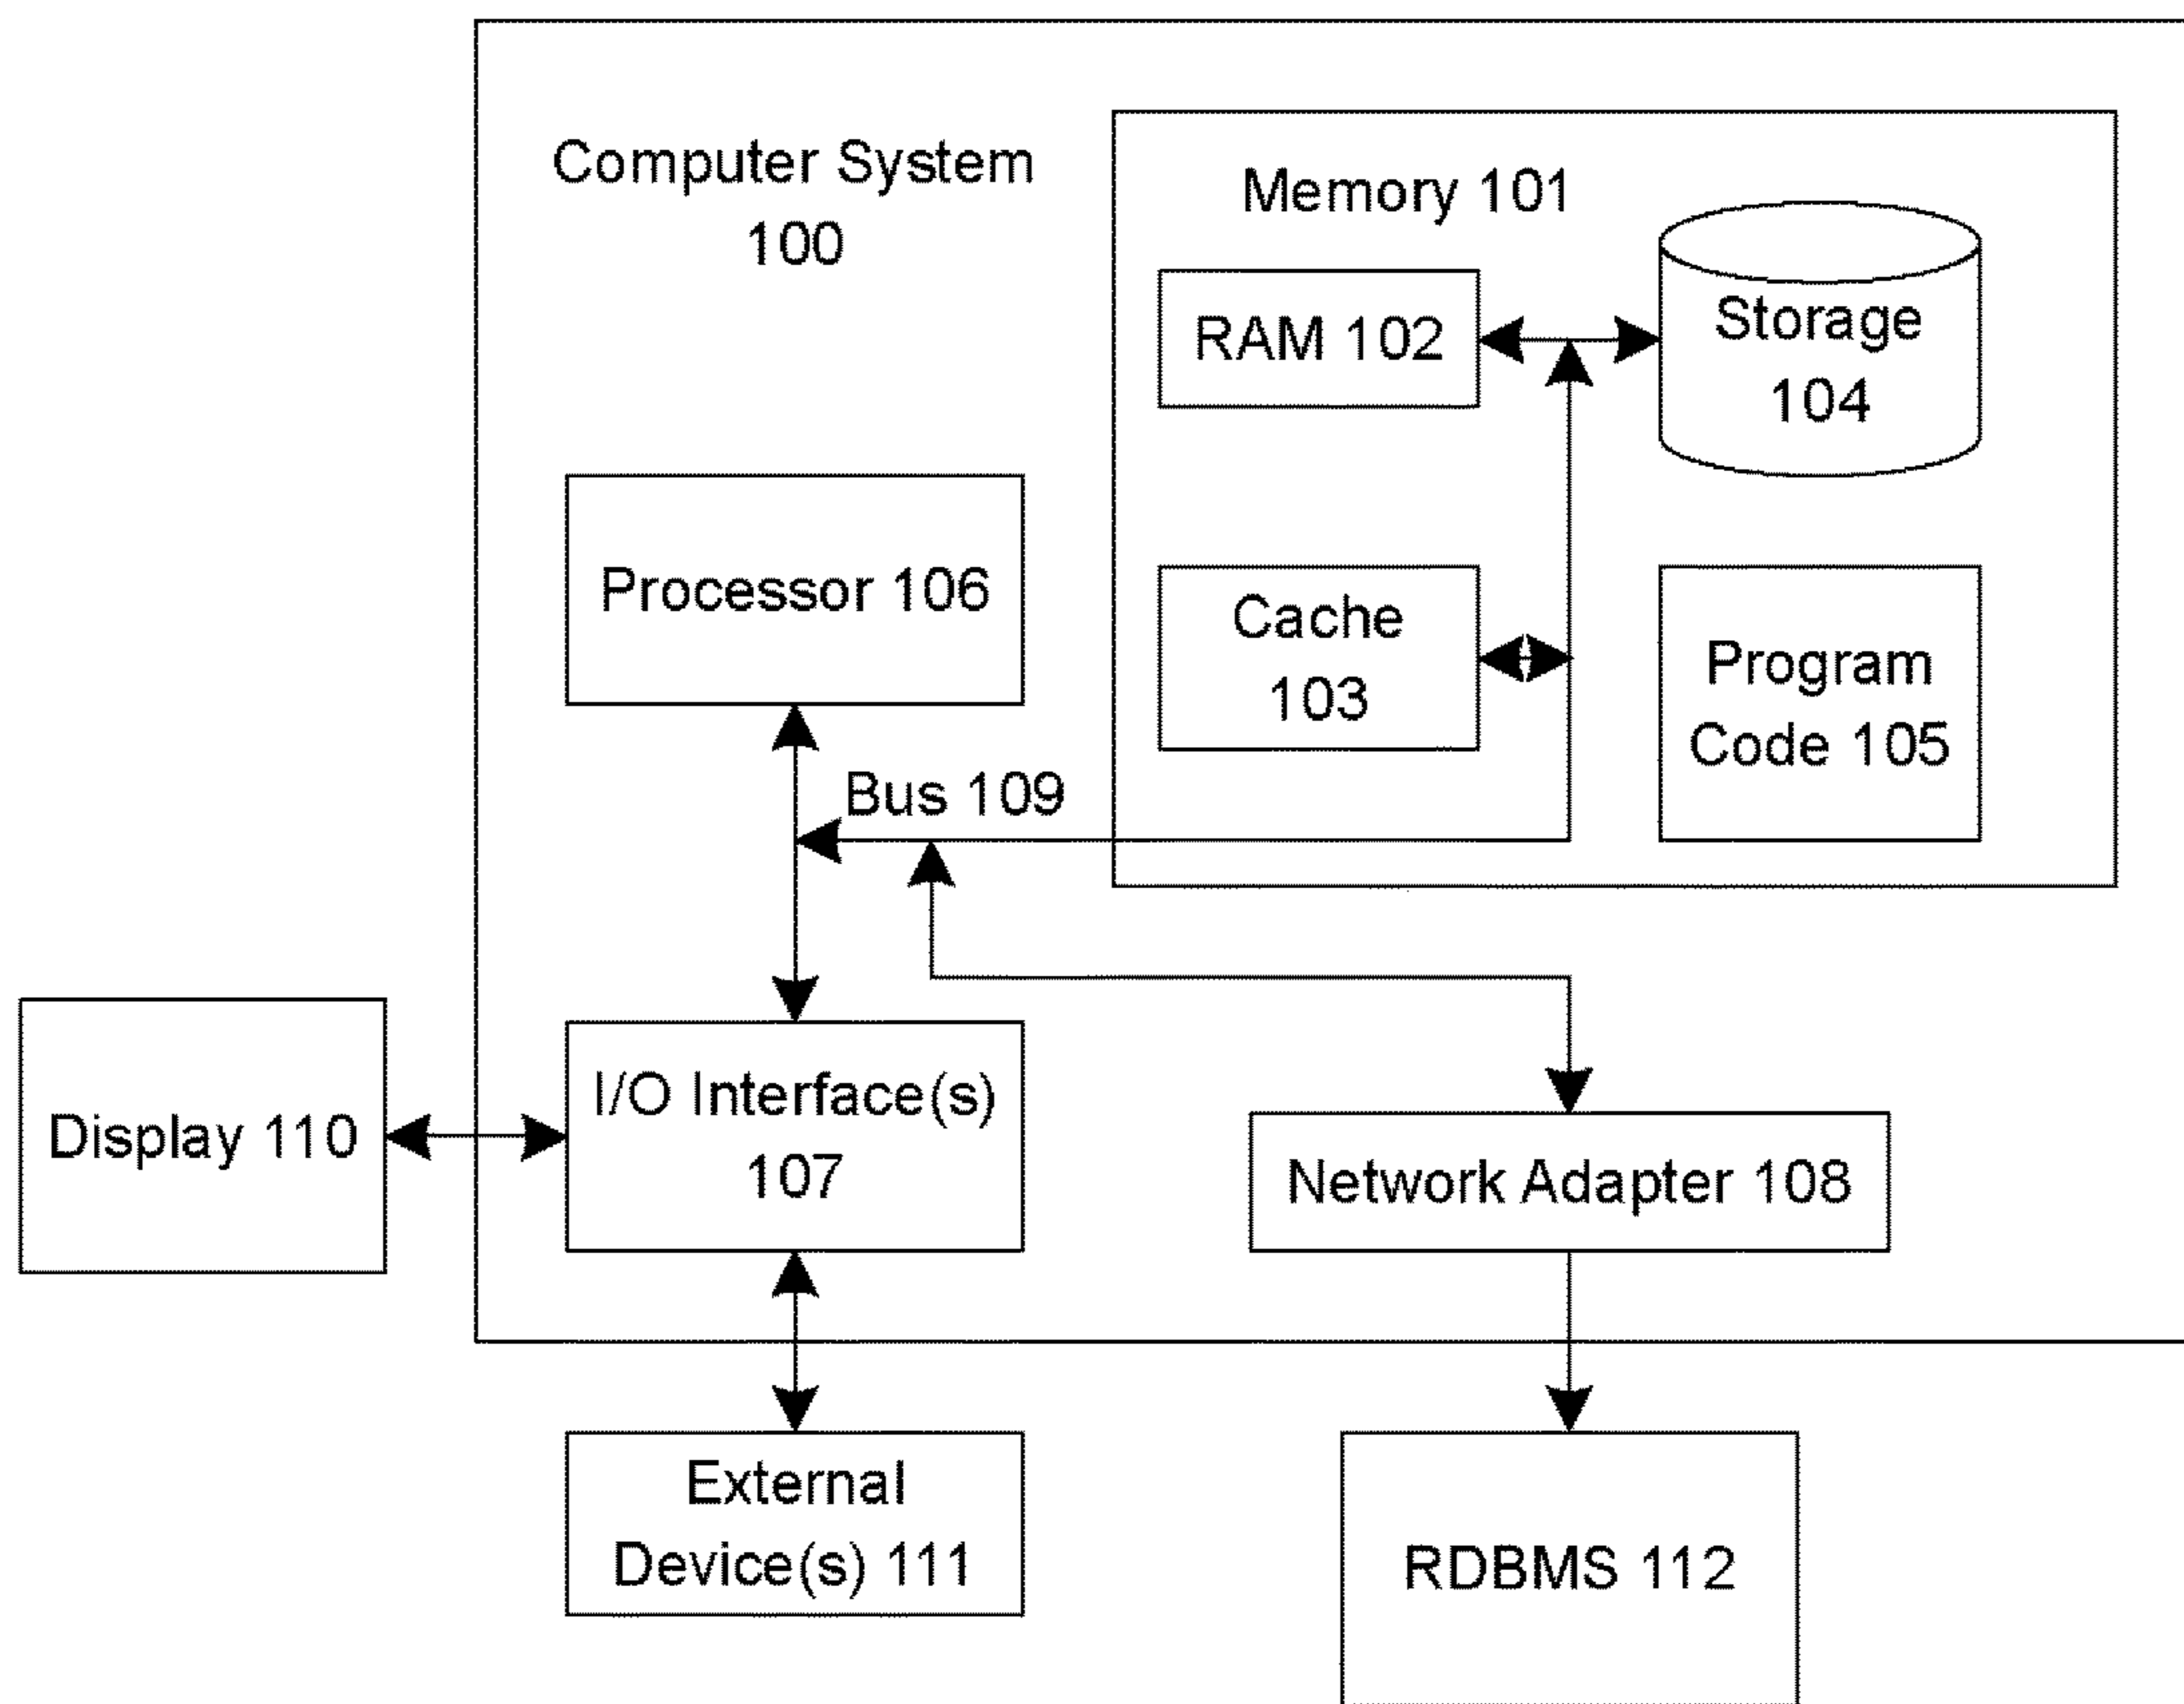 Computer System
100
Memory 101
RAM 102
Storage
104
Processor 106
Cache
103
Program
Code 105
Bus 109
Display 110
I/O Interface(s)
107
Network Adapter 108
External
Device(s) 111
RDBMS 112